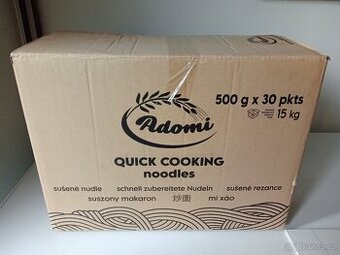 Adomi
500 g x 30 pkts
15 kg
QUICK COOKING
noodles
sušené nudle schnell zubereitete Nudeln sušené rezance
suszony makaron 炒面 mì xào